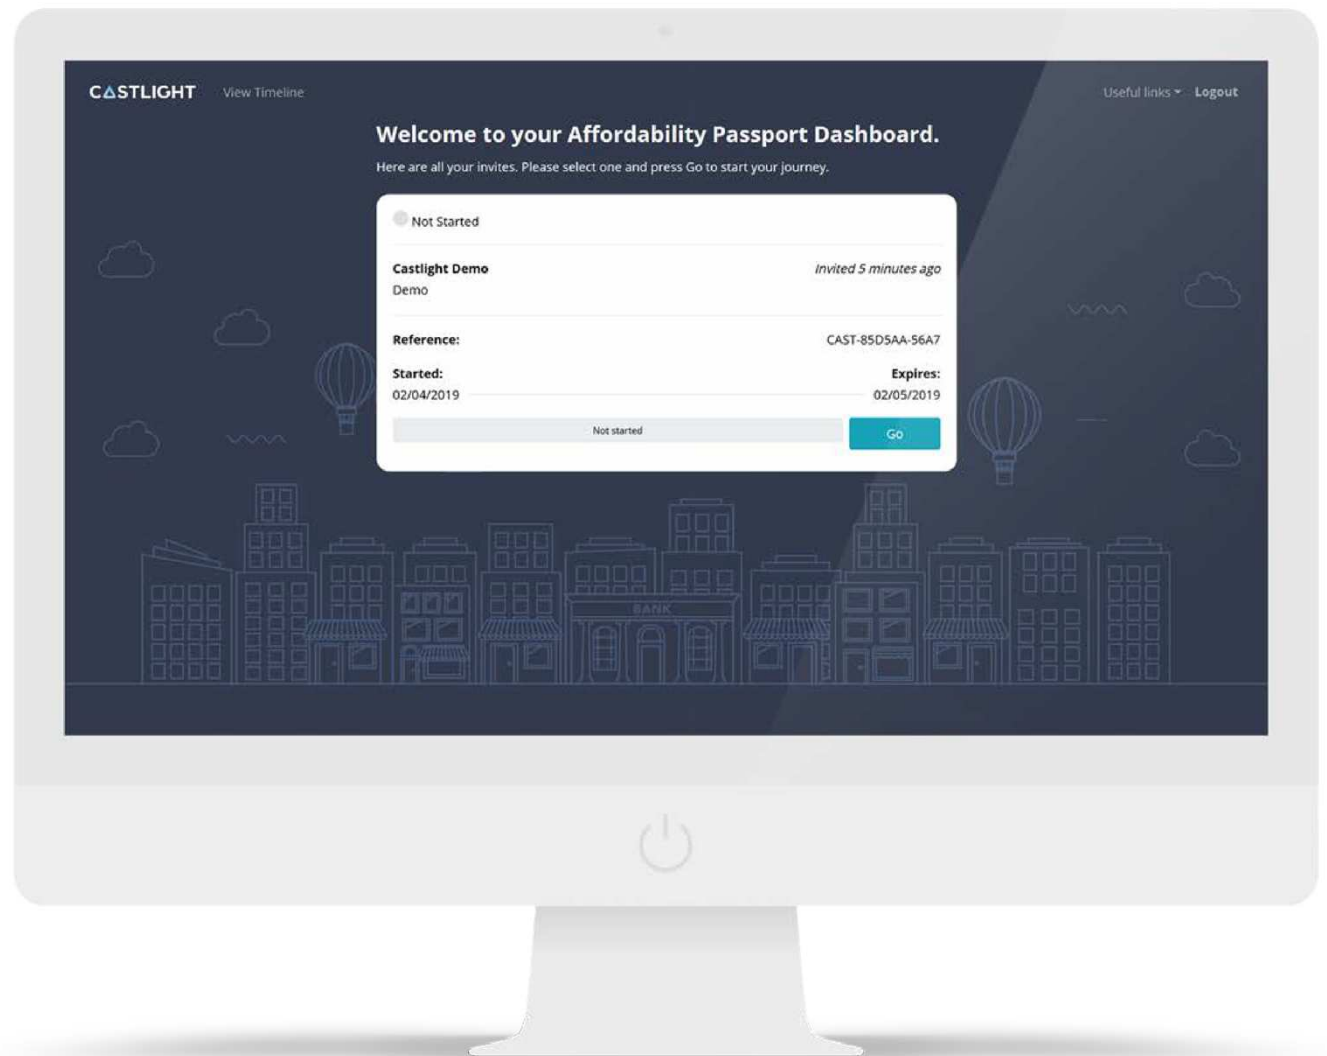 CASTLIGHT View Timeline Useful links Logout
Welcome to your Affordability Passport Dashboard.
Here are all your invites. Please select one and press Go to start your journey.
Not Started
Castlight Demo Invited 5 minutes ago
Demo
Reference: CAST-85D5AA-56A7
Started: Expires:
02/04/2019 02/05/2019
Not started Go
BANK